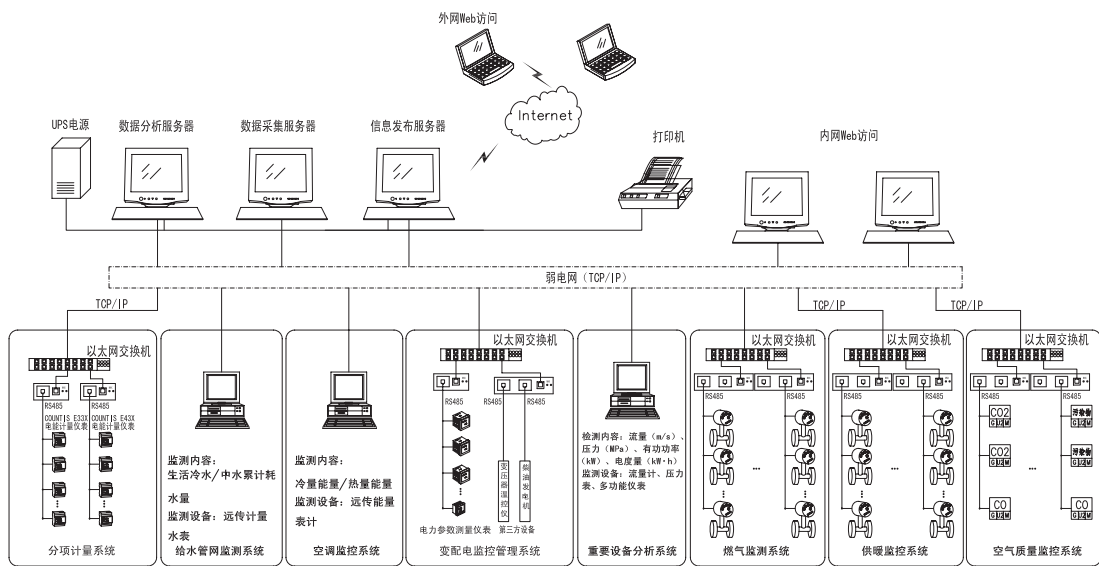 外网Web访问
Internet
UPS电源
数据分析服务器
数据采集服务器
信息发布服务器
打印机
内网Web访问
弱电网（TCP/IP）
TCP/IP
TCP/IP
TCP/IP
以太网交换机
RS485
RS485
COUNTIS E33X
电能计量仪表
COUNTIS E43X
电能计量仪表
分项计量系统
监测内容：
生活冷水/中水累计耗
水量
监测设备：远传计量
水表
给水管网监测系统
监测内容：
冷量能量/热量能量
监测设备：远传能量
表计
空调监控系统
以太网交换机
RS485
RS485
RS485
变压器温控仪
柴油发电机
电力参数测量仪表
第三方设备
变配电监控管理系统
检测内容：流量（m/s）、
压力（MPa）、有功功率
（kW）、电度量（kW·h）
监测设备：流量计、压力
表、多功能仪表
重要设备分析系统
以太网交换机
RS485
RS485
...
燃气监测系统
以太网交换机
RS485
RS485
...
供暖监控系统
以太网交换机
RS485
RS485
CO2
污染物
CO2
污染物
...
CO
CO
空气质量监控系统